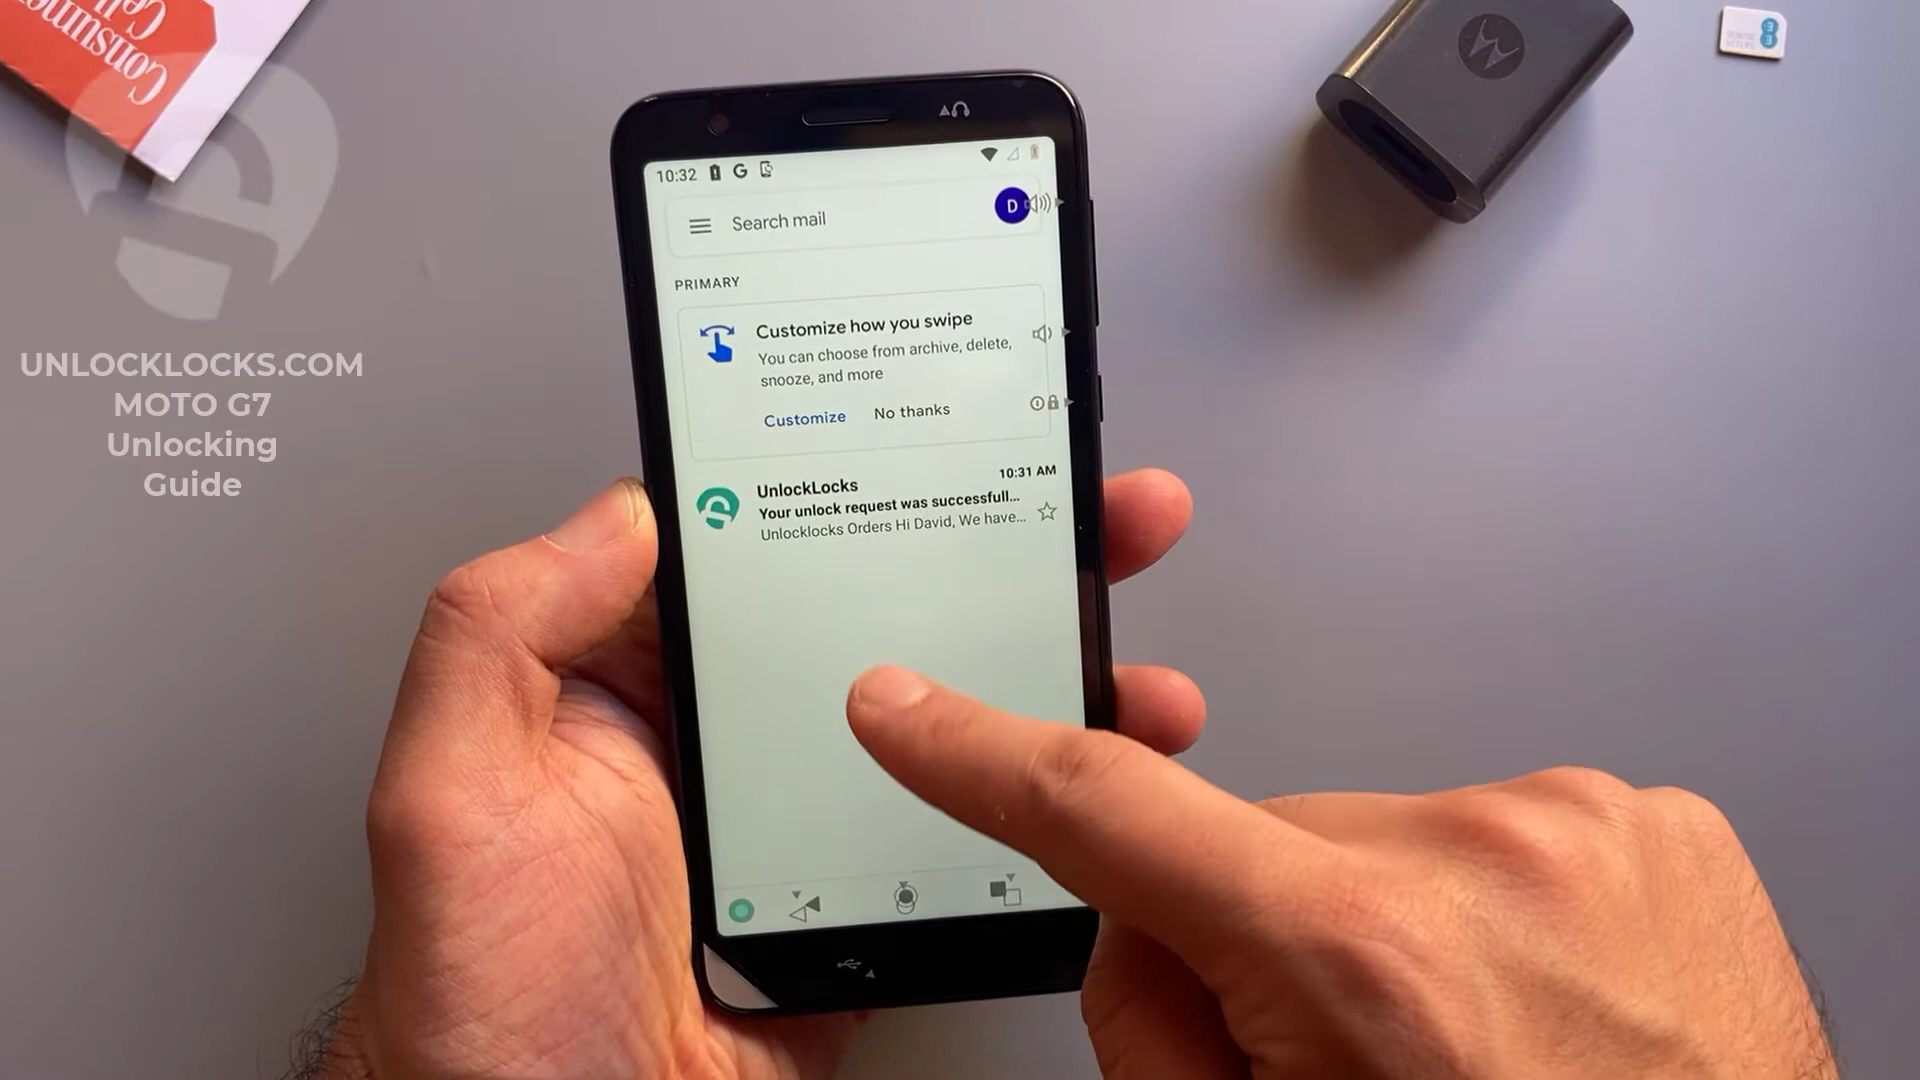 Consumer
Cell
UNLOCKLOCKS.COM
MOTO G7
Unlocking
Guide
10:32
G
Search mail
D
PRIMARY
Customize how you swipe
You can choose from archive, delete,
snooze, and more
Customize No thanks
UnlockLocks 10:31 AM
Your unlock request was successfull...
Unlocklocks Orders Hi David, We have...